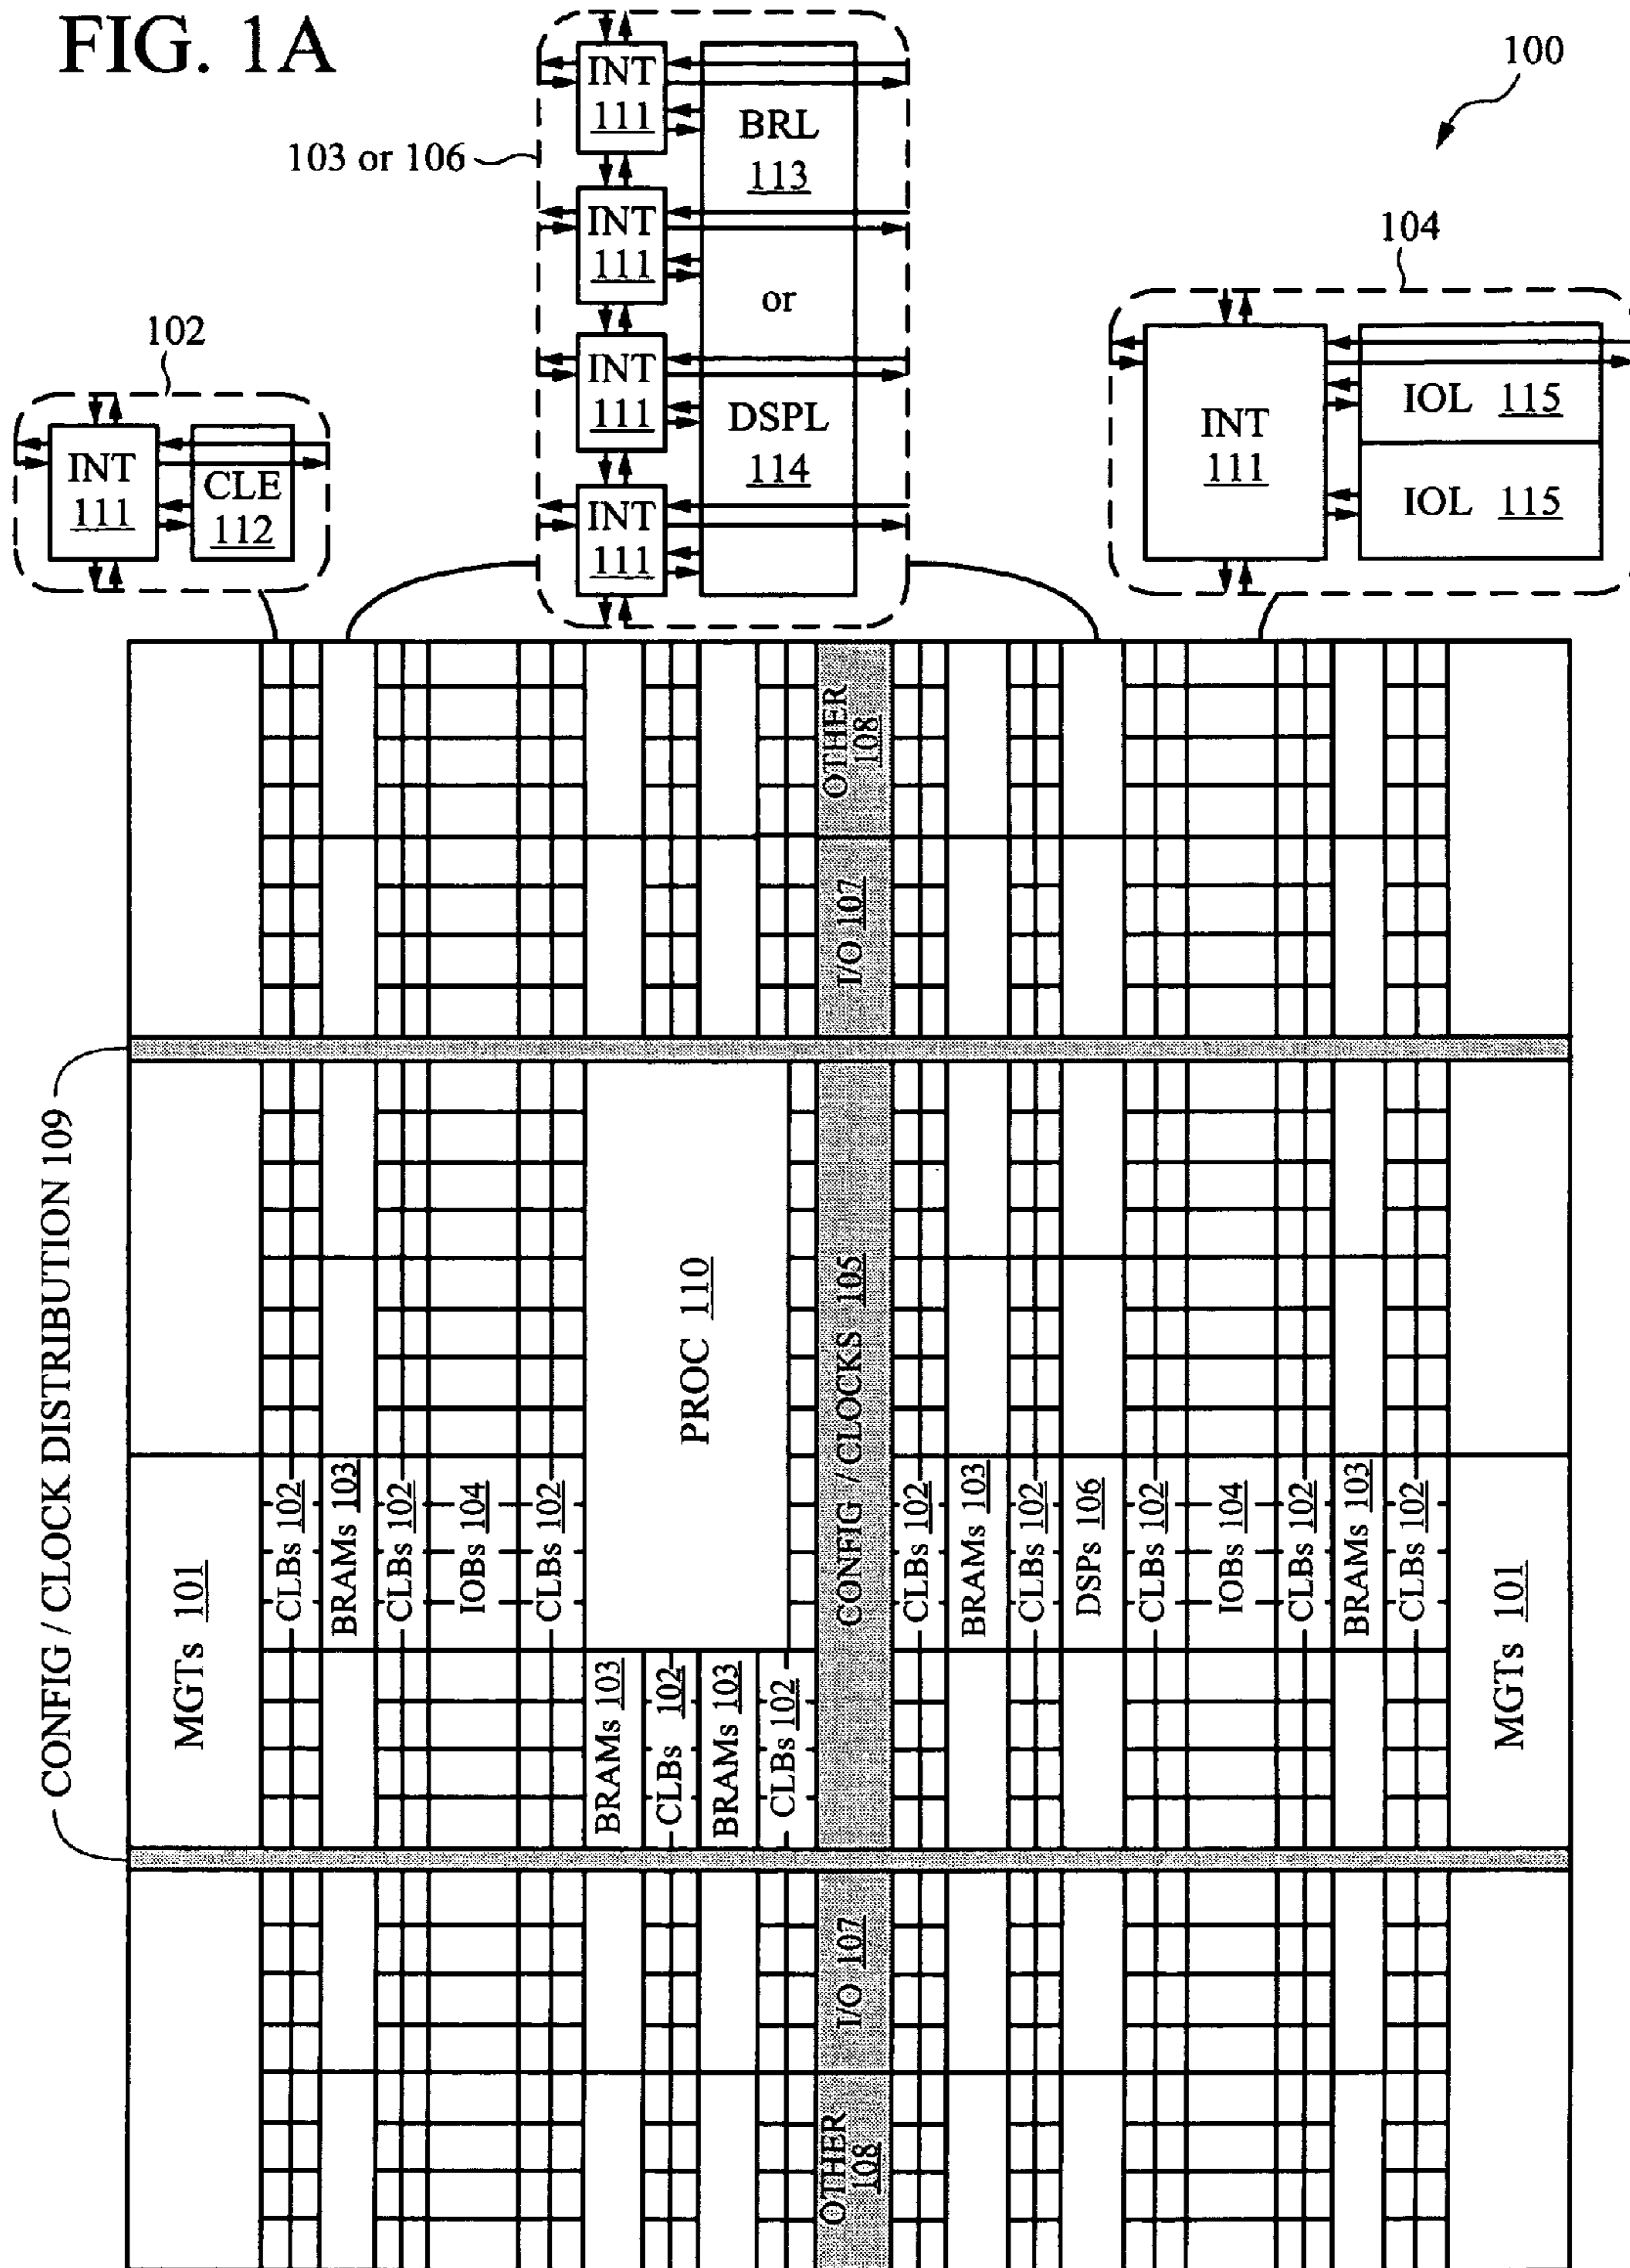 FIG. 1A
100
103 or 106
INT
111
INT
111
INT
111
INT
111
BRL
113
or
DSPL
114
104
INT
111
IOL 115
IOL 115
102
INT
111
CLE
112
OTHER
108
I/O 107
CONFIG / CLOCK DISTRIBUTION 109
PROC 110
CONFIG / CLOCKS 105
MGTs 101
CLBs 102
BRAMs 103
CLBs 102
IOBs 104
CLBs 102
BRAMs 103
CLBs 102
BRAMs 103
CLBs 102
CLBs 102
BRAMs 103
CLBs 102
DSPs 106
CLBs 102
IOBs 104
CLBs 102
BRAMs 103
CLBs 102
MGTs 101
I/O 107
OTHER
108